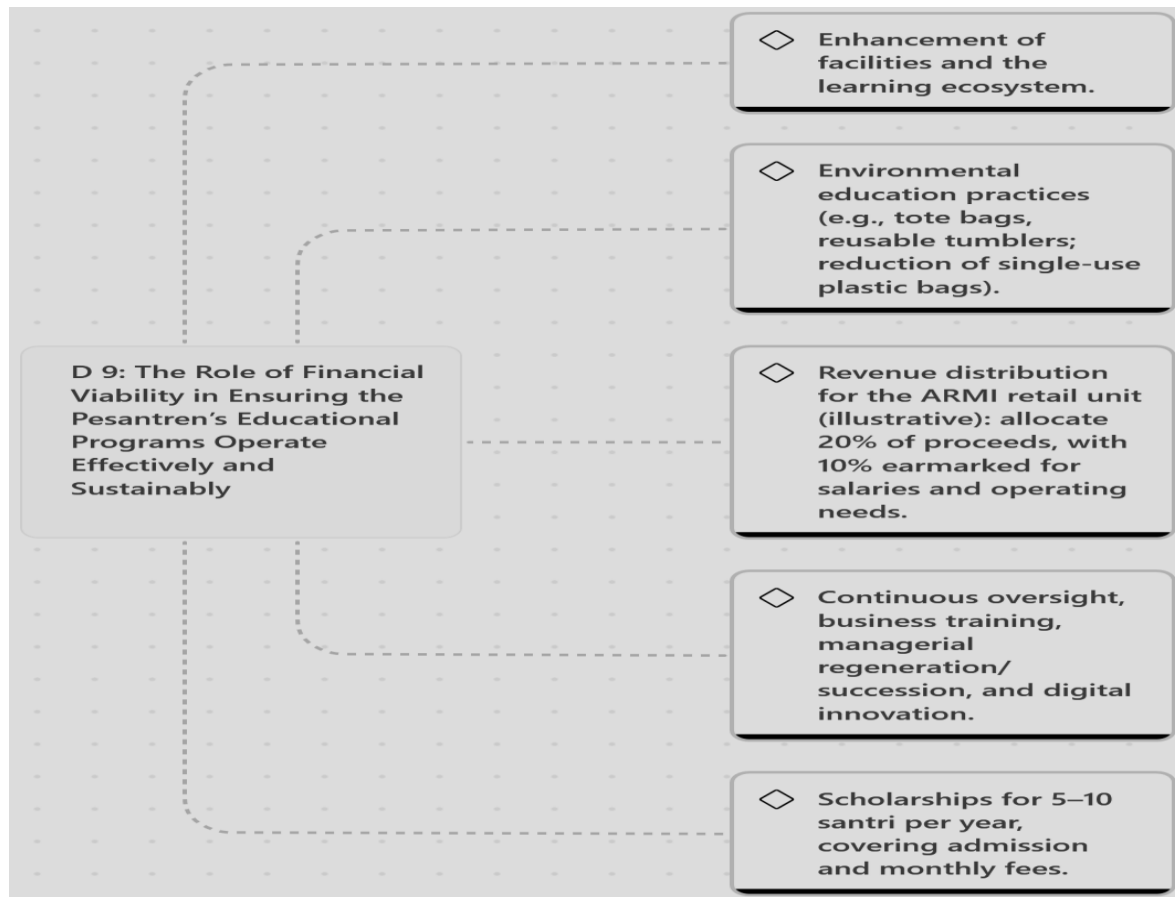 Enhancement of
facilities and the
learning ecosystem.
Environmental
education practices
(e.g., tote bags,
reusable tumblers;
reduction of single-use
plastic bags).
D 9: The Role of Financial
Viability in Ensuring the
Pesantren’s Educational
Programs Operate
Effectively and
Sustainably
Revenue distribution
for the ARMI retail unit
(illustrative): allocate
20% of proceeds, with
10% earmarked for
salaries and operating
needs.
Continuous oversight,
business training,
managerial
regeneration/
succession, and digital
innovation.
Scholarships for 5–10
santri per year,
covering admission
and monthly fees.